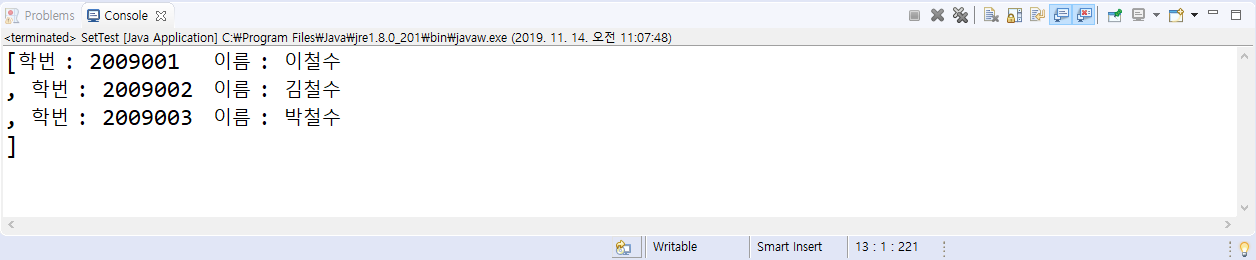 Problems Console
<terminated> SetTest [Java Application] C:₩Program Files₩Java₩jre1.8.0_201₩bin₩javaw.exe (2019. 11. 14. 오전 11:07:48)
[학번 : 2009001 이름 : 이철수
, 학번 : 2009002 이름 : 김철수
, 학번 : 2009003 이름 : 박철수
]
Writable Smart Insert 13 : 1 : 221